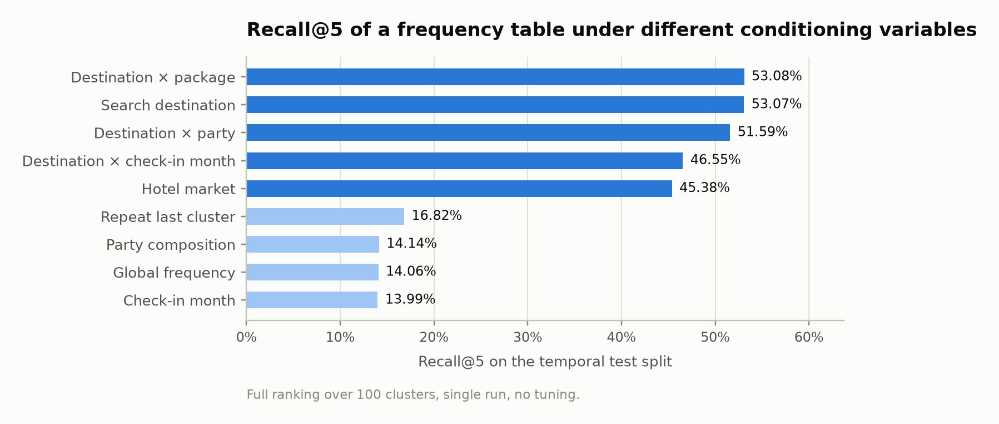 Recall@5 of a frequency table under different conditioning variables
Destination × package 53.08%
Search destination 53.07%
Destination × party 51.59%
Destination × check-in month 46.55%
Hotel market 45.38%
Repeat last cluster 16.82%
Party composition 14.14%
Global frequency 14.06%
Check-in month 13.99%
0% 10% 20% 30% 40% 50% 60%
Recall@5 on the temporal test split
Full ranking over 100 clusters, single run, no tuning.